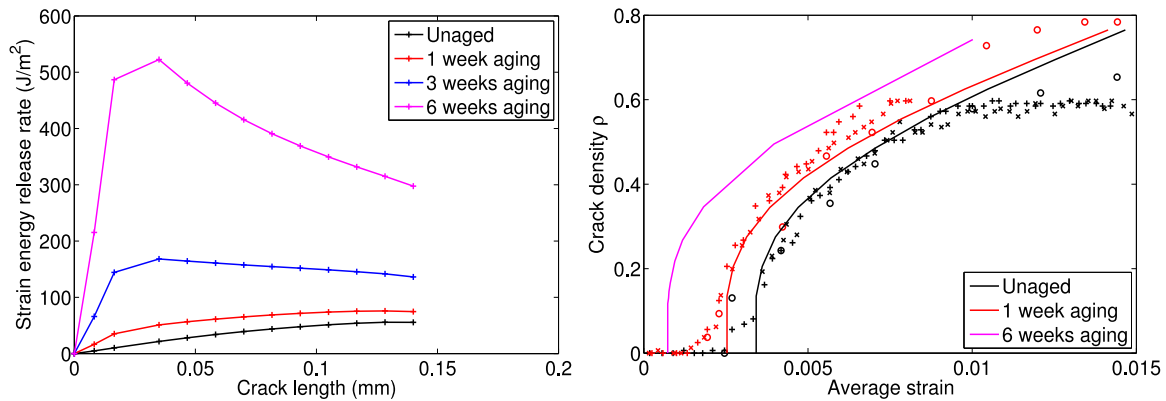 Strain energy release rate (J/m²)
600
500
400
300
200
100
0
0
0.05
0.1
0.15
0.2
Crack length (mm)
Unaged
1 week aging
3 weeks aging
6 weeks aging
Crack density ρ
0.8
0.6
0.4
0.2
0
0
0.005
0.01
0.015
Average strain
Unaged
1 week aging
6 weeks aging